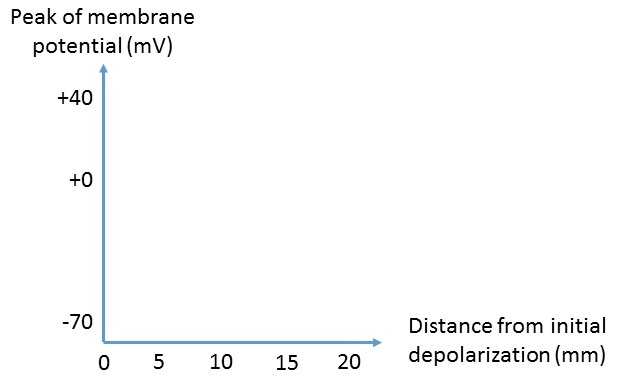 Peak of membrane
potential (mV)
+40
+0
-70
0 5 10 15 20
Distance from initial
depolarization (mm)